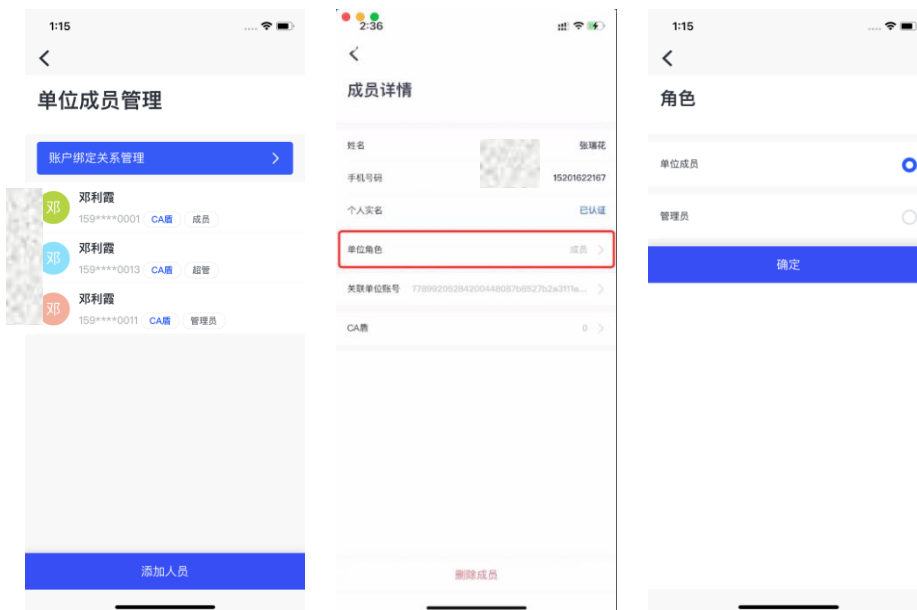 1:15
单位成员管理
账户绑定关系管理
邓
邓利霞
159****0001 CA盾 成员
邓
邓利霞
159****0013 CA盾 超管
邓
邓利霞
159****0011 CA盾 管理员
添加人员
2:36
成员详情
姓名 张瑞花
手机号码 15201622167
个人实名 已认证
单位角色 成员
关联单位账号
CA盾 0
删除成员
1:15
角色
单位成员
管理员
确定